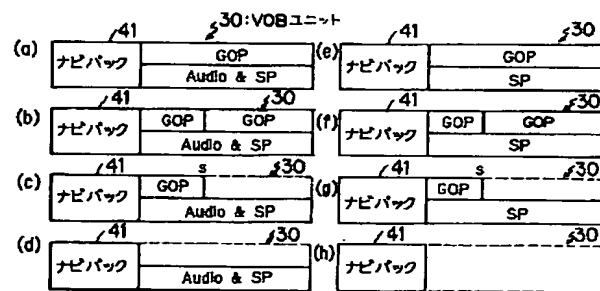 30:VOBユニット
(a) 41 ナビパック GOP Audio & SP
(e) 41 30 ナビパック GOP SP
(b) 41 30 ナビパック GOP GOP Audio & SP
(f) 41 30 ナビパック GOP GOP SP
(c) 41 s 30 ナビパック GOP Audio & SP
(g) 41 s 30 ナビパック GOP SP
(d) 41 30 ナビパック Audio & SP
(h) 41 30 ナビパック